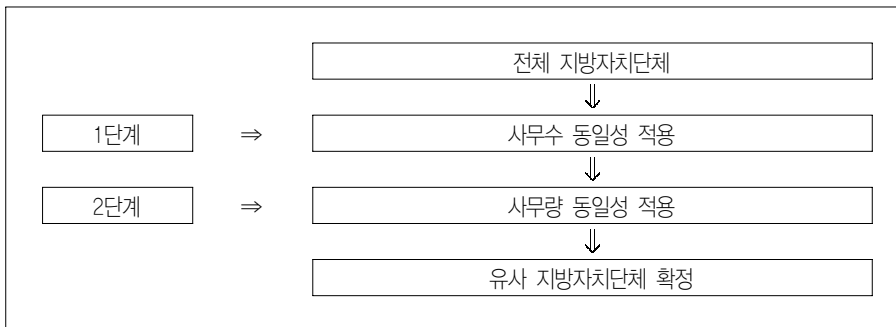 전체 지방자치단체
⇓
1단계 ⇒ 사무수 동일성 적용
⇓
2단계 ⇒ 사무량 동일성 적용
⇓
유사 지방자치단체 확정